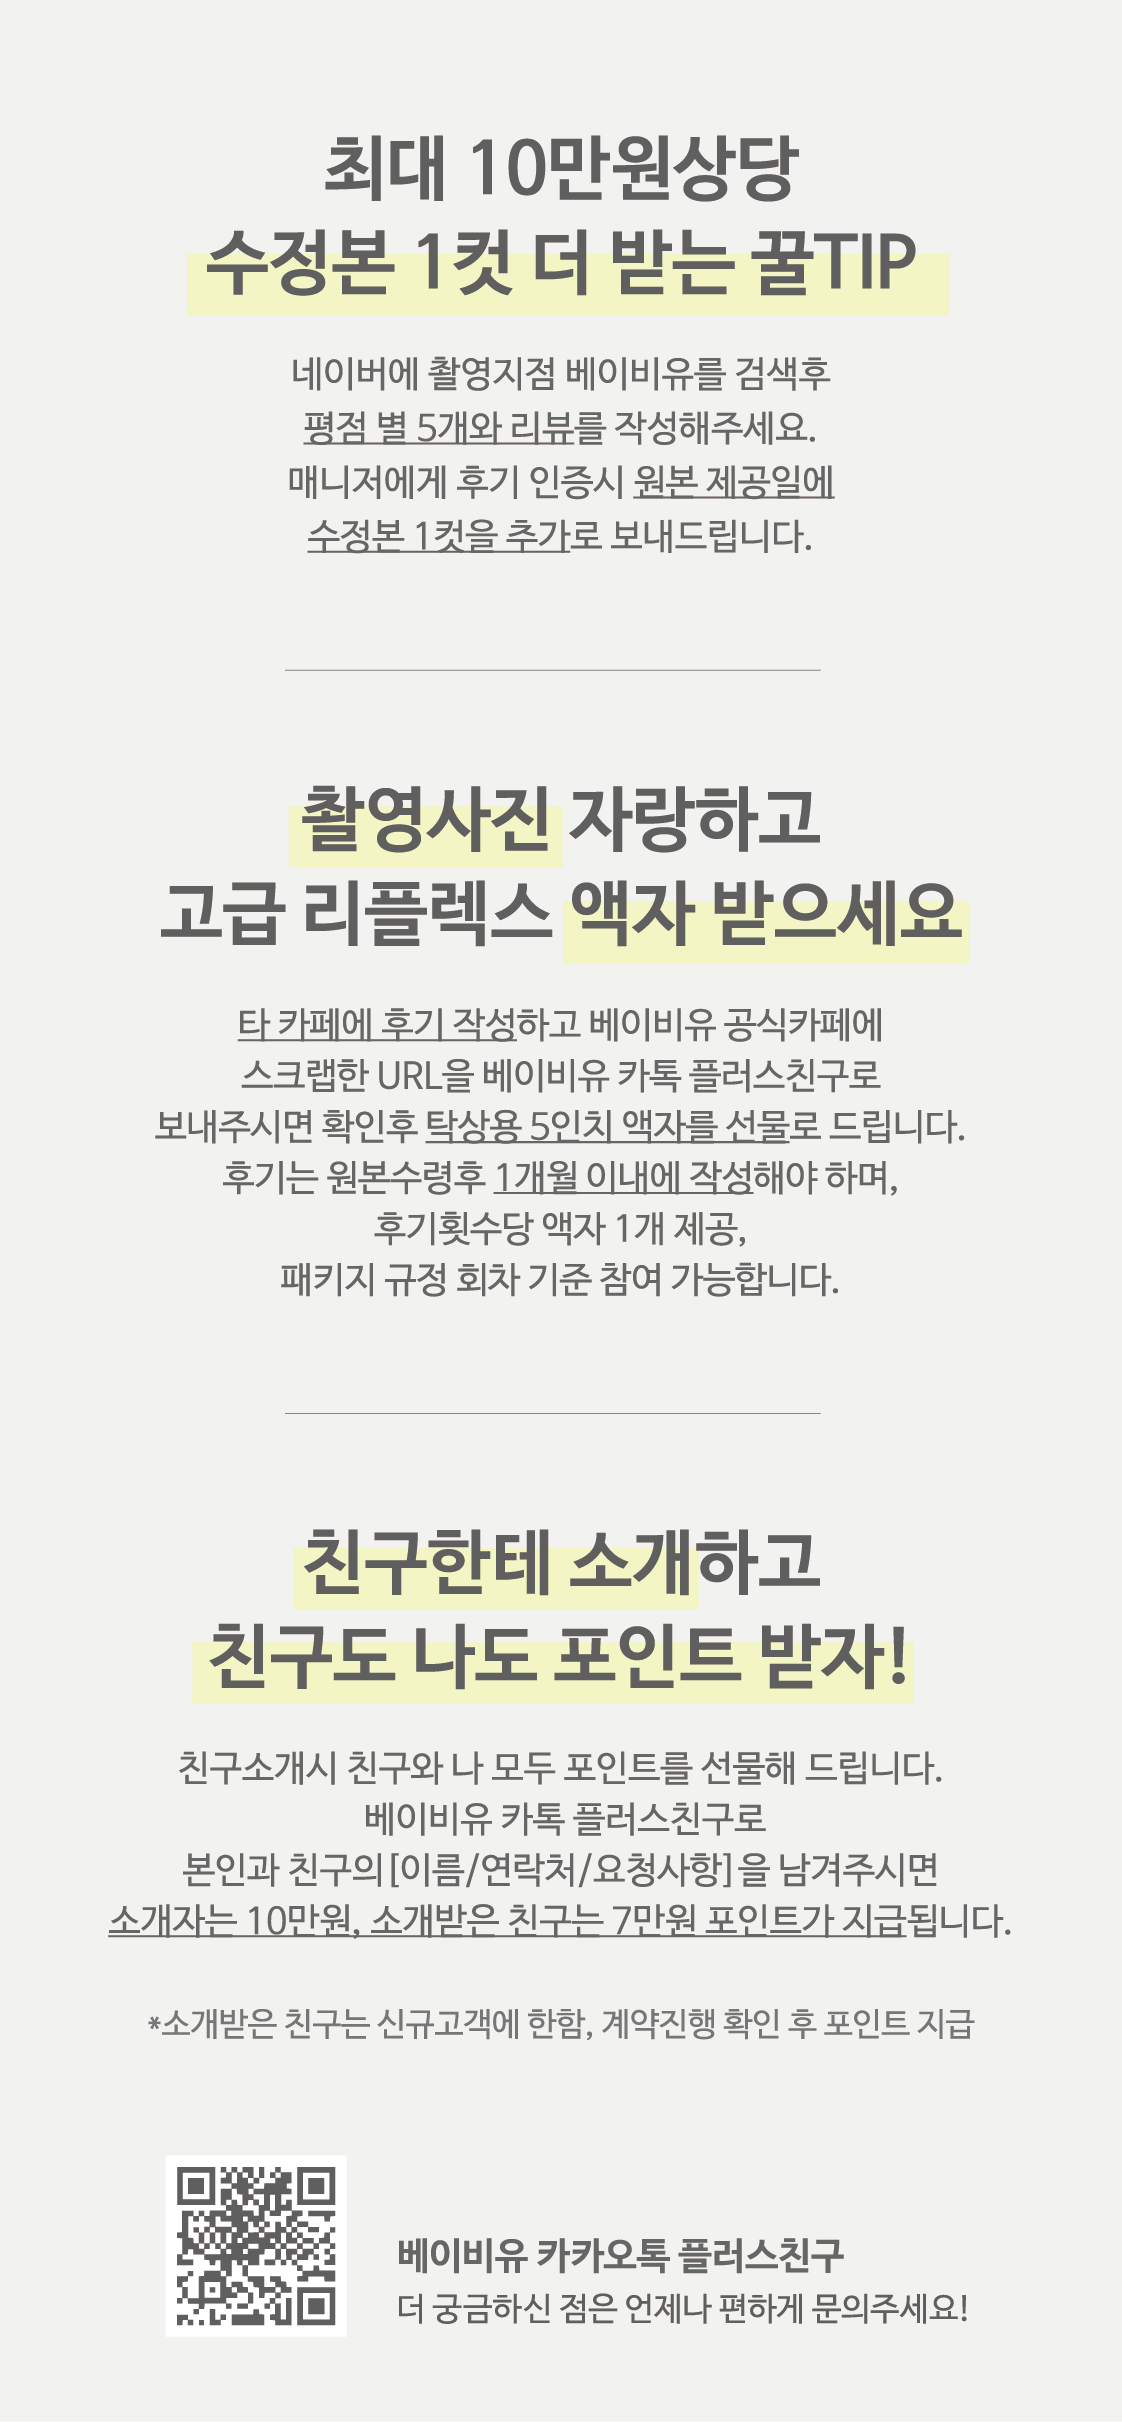 최대 10만원상당
수정본 1컷 더 받는 꿀TIP
네이버에 촬영지점 베이비유를 검색후
평점 별 5개와 리뷰를 작성해주세요.
매니저에게 후기 인증시 원본 제공일에
수정본 1컷을 추가로 보내드립니다.
촬영사진 자랑하고
고급 리플렉스 액자 받으세요
타 카페에 후기 작성하고 베이비유 공식카페에
스크랩한 URL을 베이비유 카톡 플러스친구로
보내주시면 확인후 탁상용 5인치 액자를 선물로 드립니다.
후기는 원본수령후 1개월 이내에 작성해야 하며,
후기횟수당 액자 1개 제공,
패키지 규정 회차 기준 참여 가능합니다.
친구한테 소개하고
친구도 나도 포인트 받자!
친구소개시 친구와 나 모두 포인트를 선물해 드립니다.
베이비유 카톡 플러스친구로
본인과 친구의[이름/연락처/요청사항]을 남겨주시면
소개자는 10만원, 소개받은 친구는 7만원 포인트가 지급됩니다.
*소개받은 친구는 신규고객에 한함, 계약진행 확인 후 포인트 지급
베이비유 카카오톡 플러스친구
더 궁금하신 점은 언제나 편하게 문의주세요!